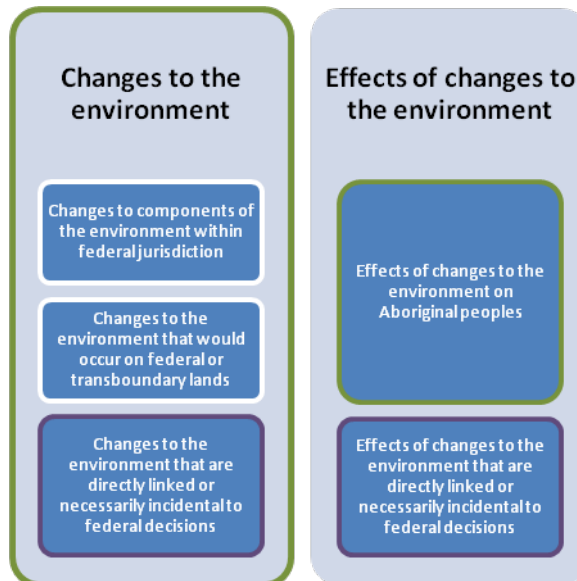 Changes to the
environment
Changes to components of
the environment within
federal jurisdiction
Changes to the
environment that would
occur on federal or
transboundary lands
Changes to the
environment that are
directly linked or
necessarily incidental to
federal decisions
Effects of changes to
the environment
Effects of changes to the
environment on
Aboriginal peoples
Effects of changes to the
environment that are
directly linked or
necessarily incidental to
federal decisions